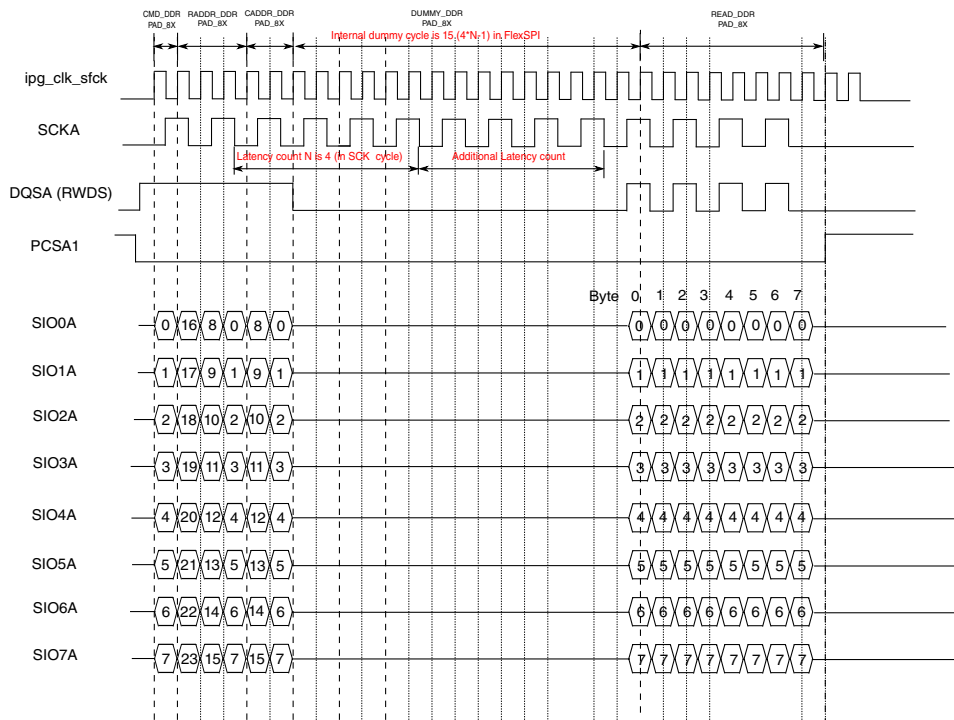 CMD_DDR RADDR_DDR CADDR_DDR DUMMY_DDR READ_DDR
PAD_8X PAD_8X PAD_8X PAD_8X PAD_8X
Internal dummy cycle is 15 (4*N-1) in FlexSPI
ipg_clk_sfck
SCKA
Latency count N is 4 (in SCK cycle) Additional Latency count
DQSA (RWDS)
PCSA1
Byte 0 1 2 3 4 5 6 7
SIO0A 0 16 8 0 8 0 0 0 0 0 0 0 0 0
SIO1A 1 17 9 1 9 1 1 1 1 1 1 1 1 1
SIO2A 2 18 10 2 10 2 2 2 2 2 2 2 2 2
SIO3A 3 19 11 3 11 3 3 3 3 3 3 3 3 3
SIO4A 4 20 12 4 12 4 4 4 4 4 4 4 4 4
SIO5A 5 21 13 5 13 5 5 5 5 5 5 5 5 5
SIO6A 6 22 14 6 14 6 6 6 6 6 6 6 6 6
SIO7A 7 23 15 7 15 7 7 7 7 7 7 7 7 7